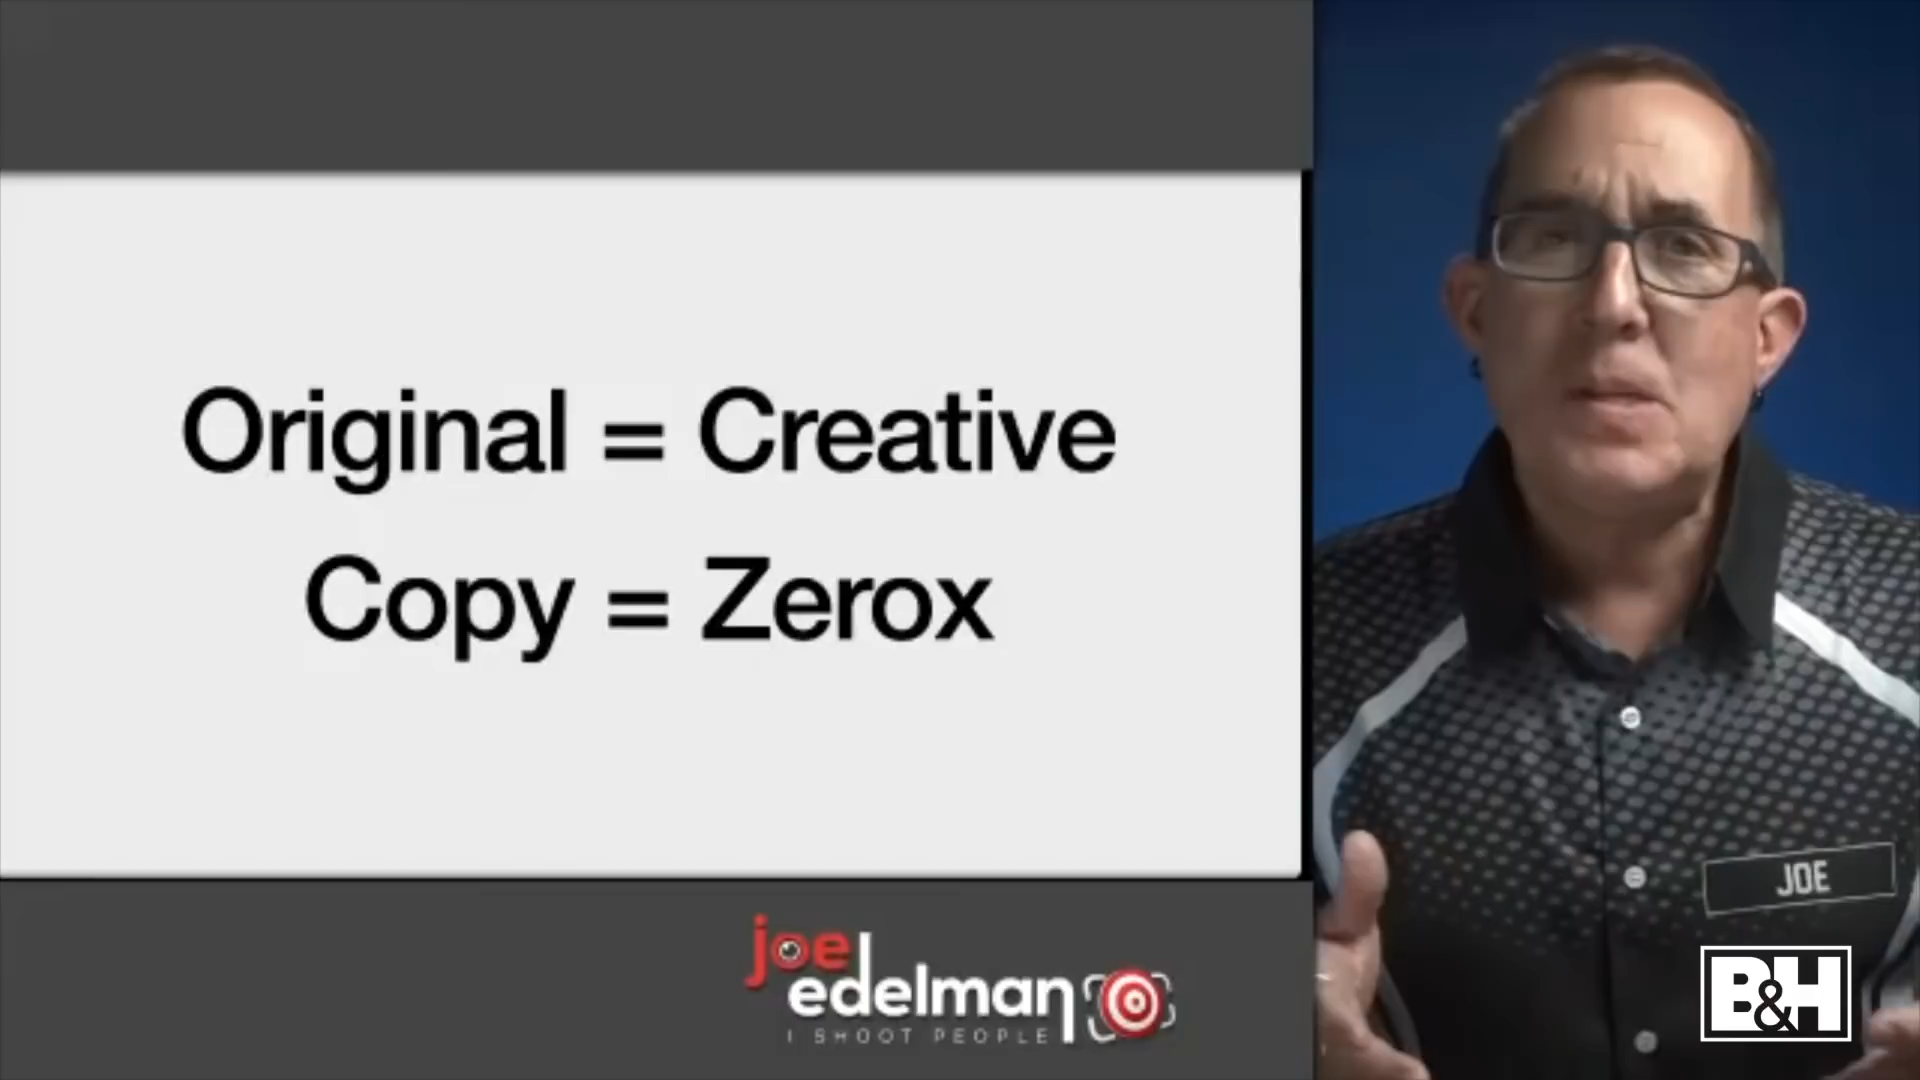 Original = Creative
Copy = Zerox
joe
edelman
I SHOOT PEOPLE
JOE
B&H